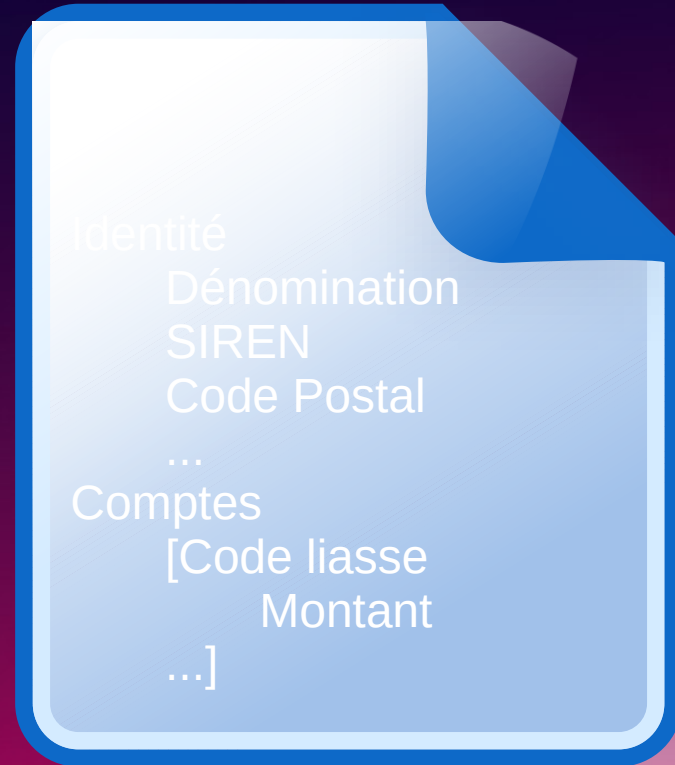 Identité
Dénomination
SIREN
Code Postal
...
Comptes
[Code liasse
Montant
...]